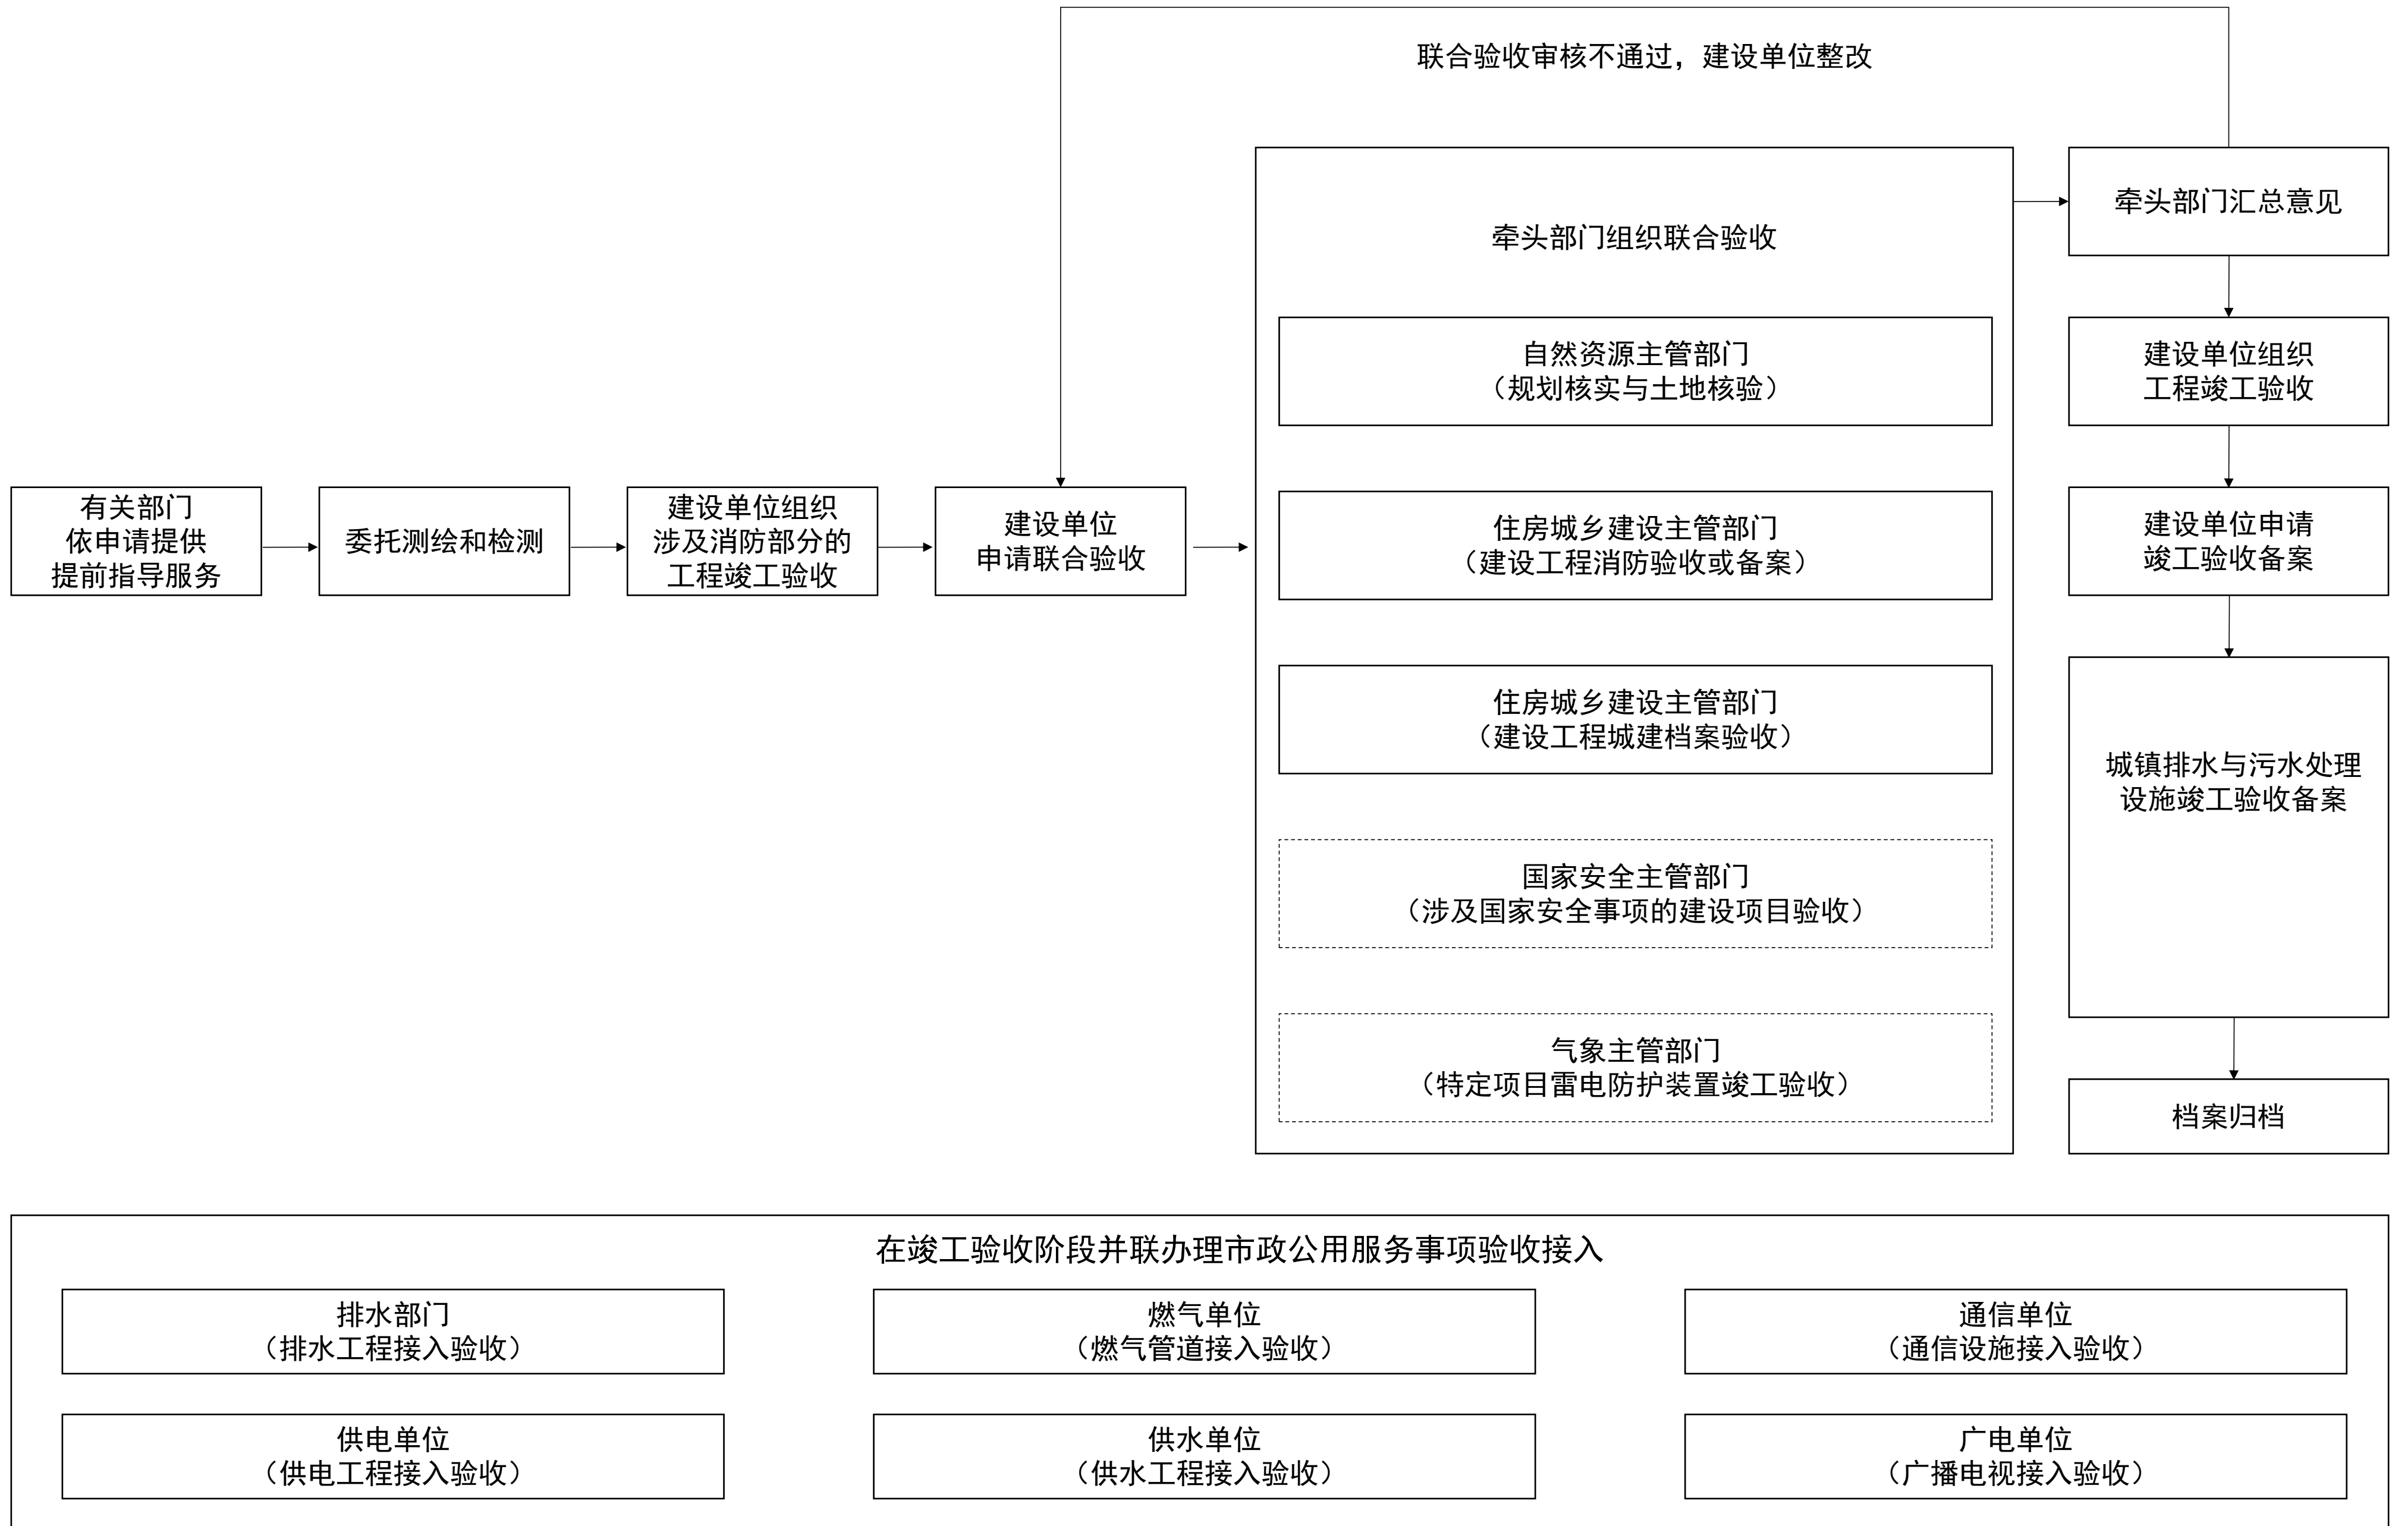 联合验收审核不通过，建设单位整改
有关部门
依申请提供
提前指导服务
委托测绘和检测
建设单位组织
涉及消防部分的
工程竣工验收
建设单位
申请联合验收
牵头部门组织联合验收
自然资源主管部门
（规划核实与土地核验）
住房城乡建设主管部门
（建设工程消防验收或备案）
住房城乡建设主管部门
（建设工程城建档案验收）
国家安全主管部门
（涉及国家安全事项的建设项目验收）
气象主管部门
（特定项目雷电防护装置竣工验收）
牵头部门汇总意见
建设单位组织
工程竣工验收
建设单位申请
竣工验收备案
城镇排水与污水处理
设施竣工验收备案
档案归档
在竣工验收阶段并联办理市政公用服务事项验收接入
排水部门
（排水工程接入验收）
燃气单位
（燃气管道接入验收）
通信单位
（通信设施接入验收）
供电单位
（供电工程接入验收）
供水单位
（供水工程接入验收）
广电单位
（广播电视接入验收）